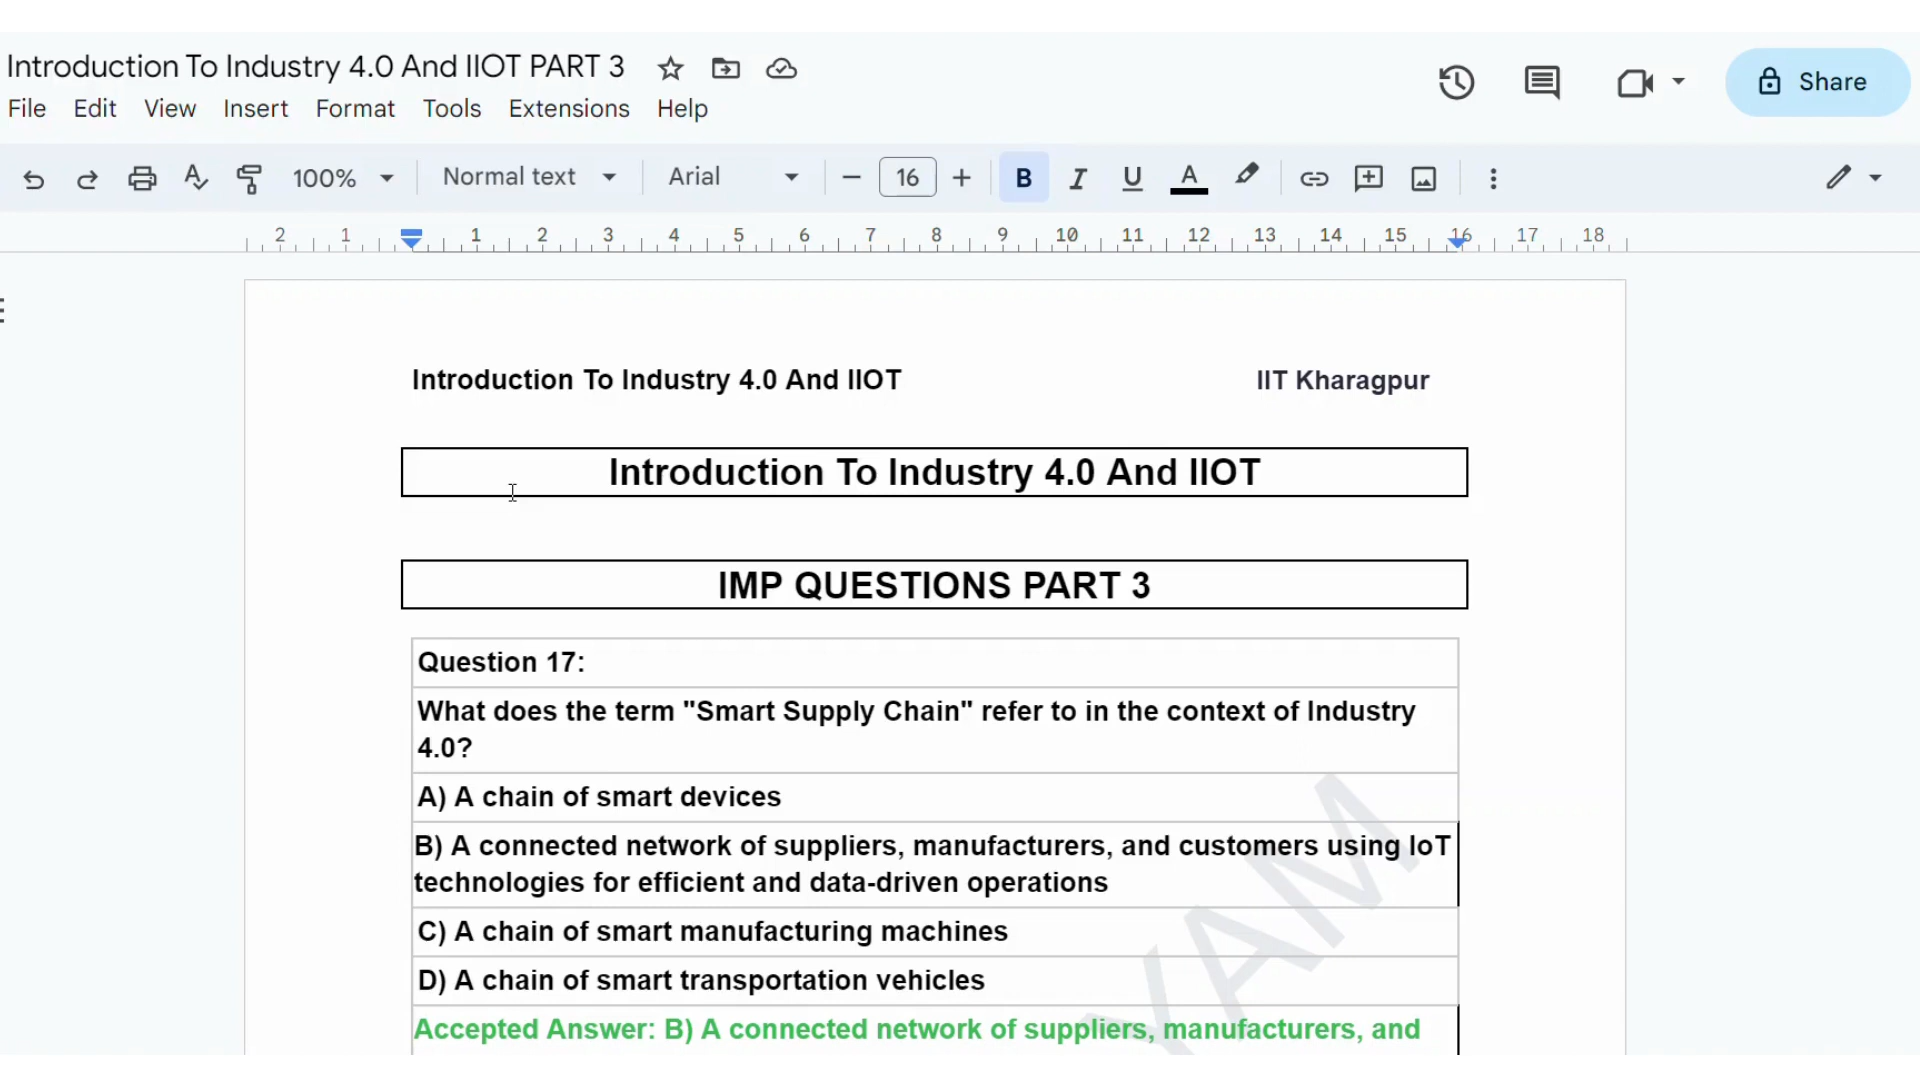 Introduction To Industry 4.0 And IIOT PART 3
File Edit View Insert Format Tools Extensions Help
Share
100% Normal text Arial 16 B I U A
2 1 1 2 3 4 5 6 7 8 9 10 11 12 13 14 15 16 17 18
Introduction To Industry 4.0 And IIOT IIT Kharagpur
Introduction To Industry 4.0 And IIOT
IMP QUESTIONS PART 3
Question 17:
What does the term "Smart Supply Chain" refer to in the context of Industry
4.0?
A) A chain of smart devices
B) A connected network of suppliers, manufacturers, and customers using IoT
technologies for efficient and data-driven operations
C) A chain of smart manufacturing machines
D) A chain of smart transportation vehicles
Accepted Answer: B) A connected network of suppliers, manufacturers, and
YAM